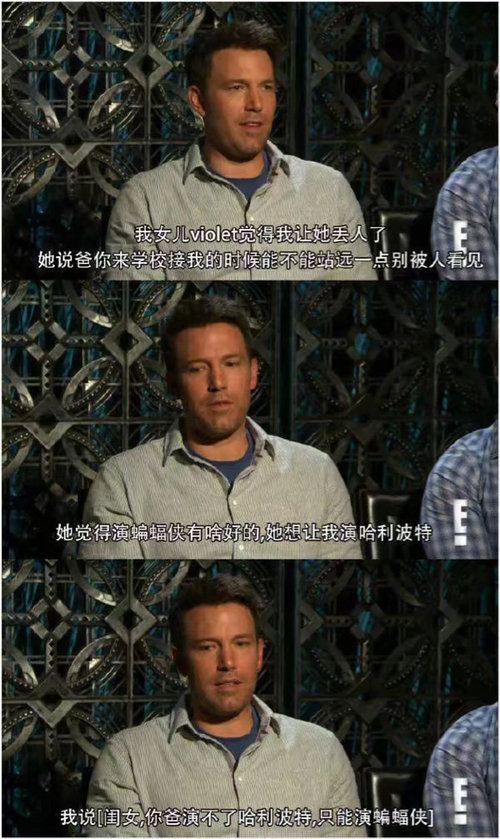 我女儿violet觉得我让她丢人了
她说爸你来学校接我的时候能不能站远一点别被人看见
E!
她觉得演蝙蝠侠有啥好的,她想让我演哈利波特
E!
我说[闺女,你爸演不了哈利波特,只能演蝙蝠侠]
E!